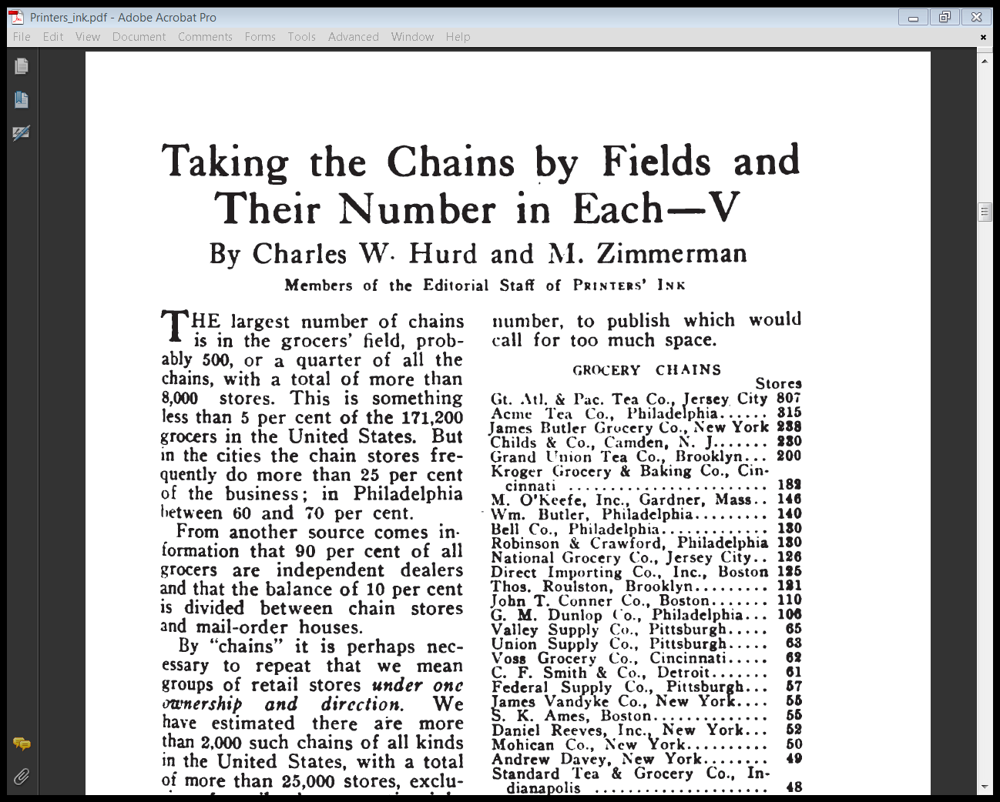 Printers_ink.pdf - Adobe Acrobat Pro
File Edit View Document Comments Forms Tools Advanced Window Help
Taking the Chains by Fields and
Their Number in Each—V
By Charles W. Hurd and M. Zimmerman
Members of the Editorial Staff of PRINTERS' INK
THE largest number of chains
is in the grocers' field, prob-
ably 500, or a quarter of all the
chains, with a total of more than
8,000 stores. This is something
less than 5 per cent of the 171,200
grocers in the United States. But
in the cities the chain stores fre-
quently do more than 25 per cent
of the business; in Philadelphia
between 60 and 70 per cent.
From another source comes in-
formation that 90 per cent of all
grocers are independent dealers
and that the balance of 10 per cent
is divided between chain stores
and mail-order houses.
By "chains" it is perhaps nec-
essary to repeat that we mean
groups of retail stores under one
ownership and direction. We
have estimated there are more
than 2,000 such chains of all kinds
in the United States, with a total
of more than 25,000 stores, exclu-
number, to publish which would
call for too much space.
GROCERY CHAINS
Stores
Gt. Atl. & Pac. Tea Co., Jersey City 807
Acme Tea Co., Philadelphia...... 315
James Butler Grocery Co., New York 238
Childs & Co., Camden, N. J....... 230
Grand Union Tea Co., Brooklyn... 200
Kroger Grocery & Baking Co., Cin-
cinnati ........................ 182
M. O'Keefe, Inc., Gardner, Mass.. 146
Wm. Butler, Philadelphia......... 140
Bell Co., Philadelphia............. 130
Robinson & Crawford, Philadelphia 130
National Grocery Co., Jersey City.. 126
Direct Importing Co., Inc., Boston 125
Thos. Roulston, Brooklyn......... 121
John T. Conner Co., Boston....... 110
G. M. Dunlop Co., Philadelphia... 106
Valley Supply Co., Pittsburgh..... 65
Union Supply Co., Pittsburgh..... 63
Voss Grocery Co., Cincinnati..... 62
C. F. Smith & Co., Detroit....... 61
Federal Supply Co., Pittsburgh... 57
James Vandyke Co., New York.... 55
S. K. Ames, Boston.............. 55
Daniel Reeves, Inc., New York... 52
Mohican Co., New York.......... 50
Andrew Davey, New York........ 49
Standard Tea & Grocery Co., In-
dianapolis ..................... 48